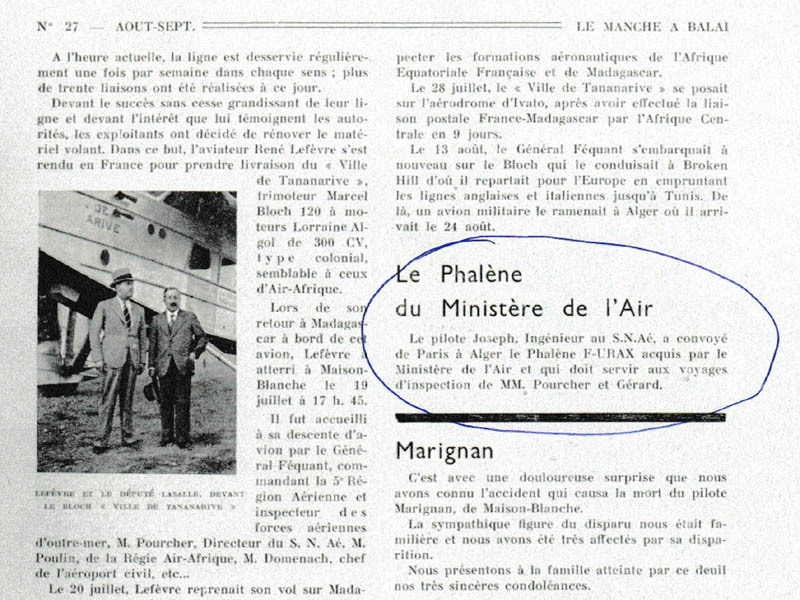 N° 27 — AOUT-SEPT.
LE MANCHE A BALAI
A l'heure actuelle, la ligne est desservie régulière-
ment une fois par semaine dans chaque sens ; plus
de trente liaisons ont été réalisées à ce jour.
Devant le succès sans cesse grandissant de leur li-
gne et devant l'intérêt que lui témoignent les auto-
rités, les exploitants ont décidé de rénover le maté-
riel volant. Dans ce but, l'aviateur René Lefèvre s'est
rendu en France pour prendre livraison du « Ville
de Tananarive »,
trimoteur Marcel
Bloch 120 à mo-
teurs Lorraine Al-
gol de 300 CV,
type colonial,
semblable à ceux
d'Air-Afrique.
Lors de son
retour à Madagas-
car à bord de cet
avion, Lefèvre a
atterri à Maison-
Blanche le 19
juillet à 17 h. 45.
Il fut accueilli
à sa descente d'a-
vion par le Géné-
ral Féquant, com-
mandant la 5e Ré-
gion Aérienne et
inspecteur des
forces aériennes
ARIVE
LEFÈVRE ET LE DÉPUTÉ LASALLE, DEVANT
LE BLOCH « VILLE DE TANANARIVE »
d'outre-mer, M. Pourcher, Directeur du S. N. Aé, M.
Poulin, de la Régie Air-Afrique, M. Domenach, chef
de l'aéroport civil, etc...
Le 20 juillet, Lefèvre reprenait son vol sur Mada-
pecter les formations aéronautiques de l'Afrique
Equatoriale Française et de Madagascar.
Le 28 juillet, le « Ville de Tananarive » se posait
sur l'aérodrome d'Ivato, après avoir effectué la liai-
son postale France-Madagascar par l'Afrique Cen-
trale en 9 jours.
Le 13 août, le Général Féquant s'embarquait à
nouveau sur le Bloch qui le conduisait à Broken
Hill d'où il repartait pour l'Europe en empruntant
les lignes anglaises et italiennes jusqu'à Tunis. De
là, un avion militaire le ramenait à Alger où il arri-
vait le 24 août.
Le Phalène
du Ministère de l'Air
Le pilote Joseph, Ingénieur au S.N.Aé, a convoyé
de Paris à Alger le Phalène F-URAX acquis par le
Ministère de l'Air et qui doit servir aux voyages
d'inspection de MM. Pourcher et Gérard.
Marignan
C'est avec une douloureuse surprise que nous
avons connu l'accident qui causa la mort du pilote
Marignan, de Maison-Blanche.
La sympathique figure du disparu nous était fa-
milière et nous avons été très affectés par sa dispa-
rition.
Nous présentons à la famille atteinte par ce deuil
nos très sincères condoléances.